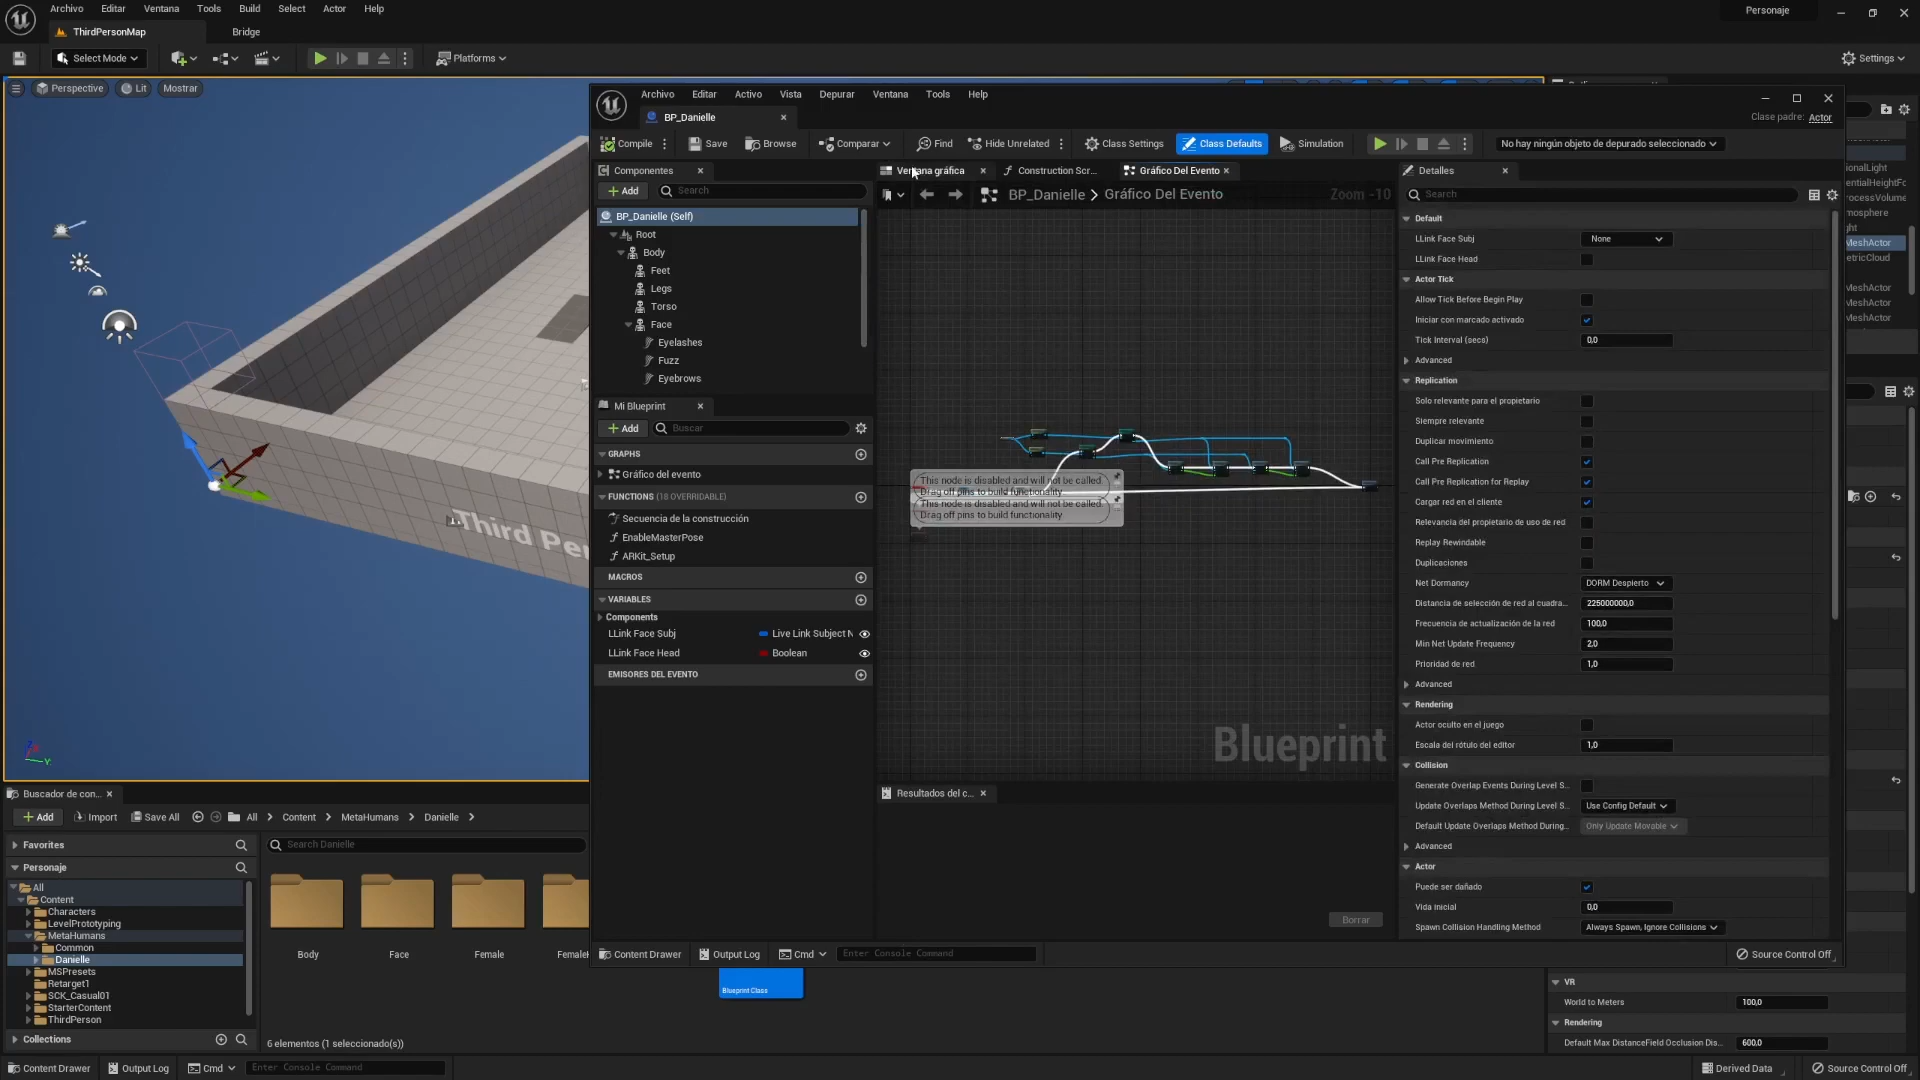 Archivo Editar Ventana Tools Build Select Actor Help
Personaje
ThirdPersonMap Bridge
Select Mode Platforms Settings
Perspective Lit Mostrar
Archivo Editar Activo Vista Depurar Ventana Tools Help
BP_Danielle
Clase padre: Actor
Compile Save Browse Comparar Find Hide Unrelated Class Settings Class Defaults Simulation No hay ningún objeto de depurado seleccionado
Componentes
Add Search
BP_Danielle (Self)
Root
Body
Feet
Legs
Torso
Face
Eyelashes
Fuzz
Eyebrows
Mi Blueprint
Add Buscar
GRAPHS
Gráfico del evento
FUNCTIONS (18 OVERRIDABLE)
Secuencia de la construcción
EnableMasterPose
ARKit_Setup
MACROS
VARIABLES
Components
LLink Face Subj Live Link Subject N
LLink Face Head Boolean
EMISORES DEL EVENTO
Ventana gráfica Construction Scr... Gráfico Del Evento
BP_Danielle Gráfico Del Evento Zoom -10
This node is disabled and will not be called.
Drag off pins to build functionality.
This node is disabled and will not be called.
Drag off pins to build functionality.
Blueprint
Resultados del c...
Borrar
Detalles
Search
Default
LLink Face Subj None
LLink Face Head
Actor Tick
Allow Tick Before Begin Play
Iniciar con marcado activado
Tick Interval (secs) 0,0
Advanced
Replication
Solo relevante para el propietario
Siempre relevante
Duplicar movimiento
Call Pre Replication
Call Pre Replication for Replay
Cargar red en el cliente
Relevancia del propietario de uso de red
Replay Rewindable
Duplicaciones
Net Dormancy DORM Despierto
Distancia de selección de red al cuadra... 225000000,0
Frecuencia de actualización de la red 100,0
Min Net Update Frequency 2,0
Prioridad de red 1,0
Advanced
Rendering
Actor oculto en el juego
Escala del rótulo del editor 1,0
Collision
Generate Overlap Events During Level S...
Update Overlaps Method During Level S... Use Config Default
Default Update Overlaps Method During... Only Update Movable
Advanced
Actor
Puede ser dañado
Vida inicial 0,0
Spawn Collision Handling Method Always Spawn, Ignore Collisions
Content Drawer Output Log Cmd Enter Console Command Source Control Off
Third Per
Buscador de con...
Add Import Save All All Content MetaHumans Danielle
Favorites
Search Danielle
Personaje
All
Content
Characters
LevelPrototyping
MetaHumans
Common
Danielle
MSPresets
Retarget1
SCK_Casual01
StarterContent
ThirdPerson
Collections
Body Face Female
Blueprint Class
6 elementos (1 seleccionado(s))
ionalLight
entialHeightFo
rocessVolume
mosphere
ght
MeshActor
etricCloud
MeshActor
MeshActor
MeshActor
VR
World to Meters 100,0
Rendering
Default Max DistanceField Occlusion Dis... 600,0
Content Drawer Output Log Cmd Enter Console Command Derived Data Source Control Off